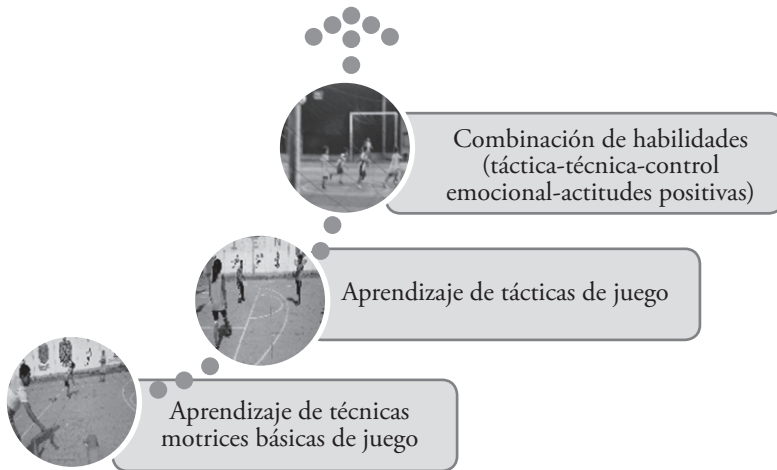 Combinación de habilidades
(táctica-técnica-control
emocional-actitudes positivas)
Aprendizaje de tácticas de juego
Aprendizaje de técnicas
motrices básicas de juego